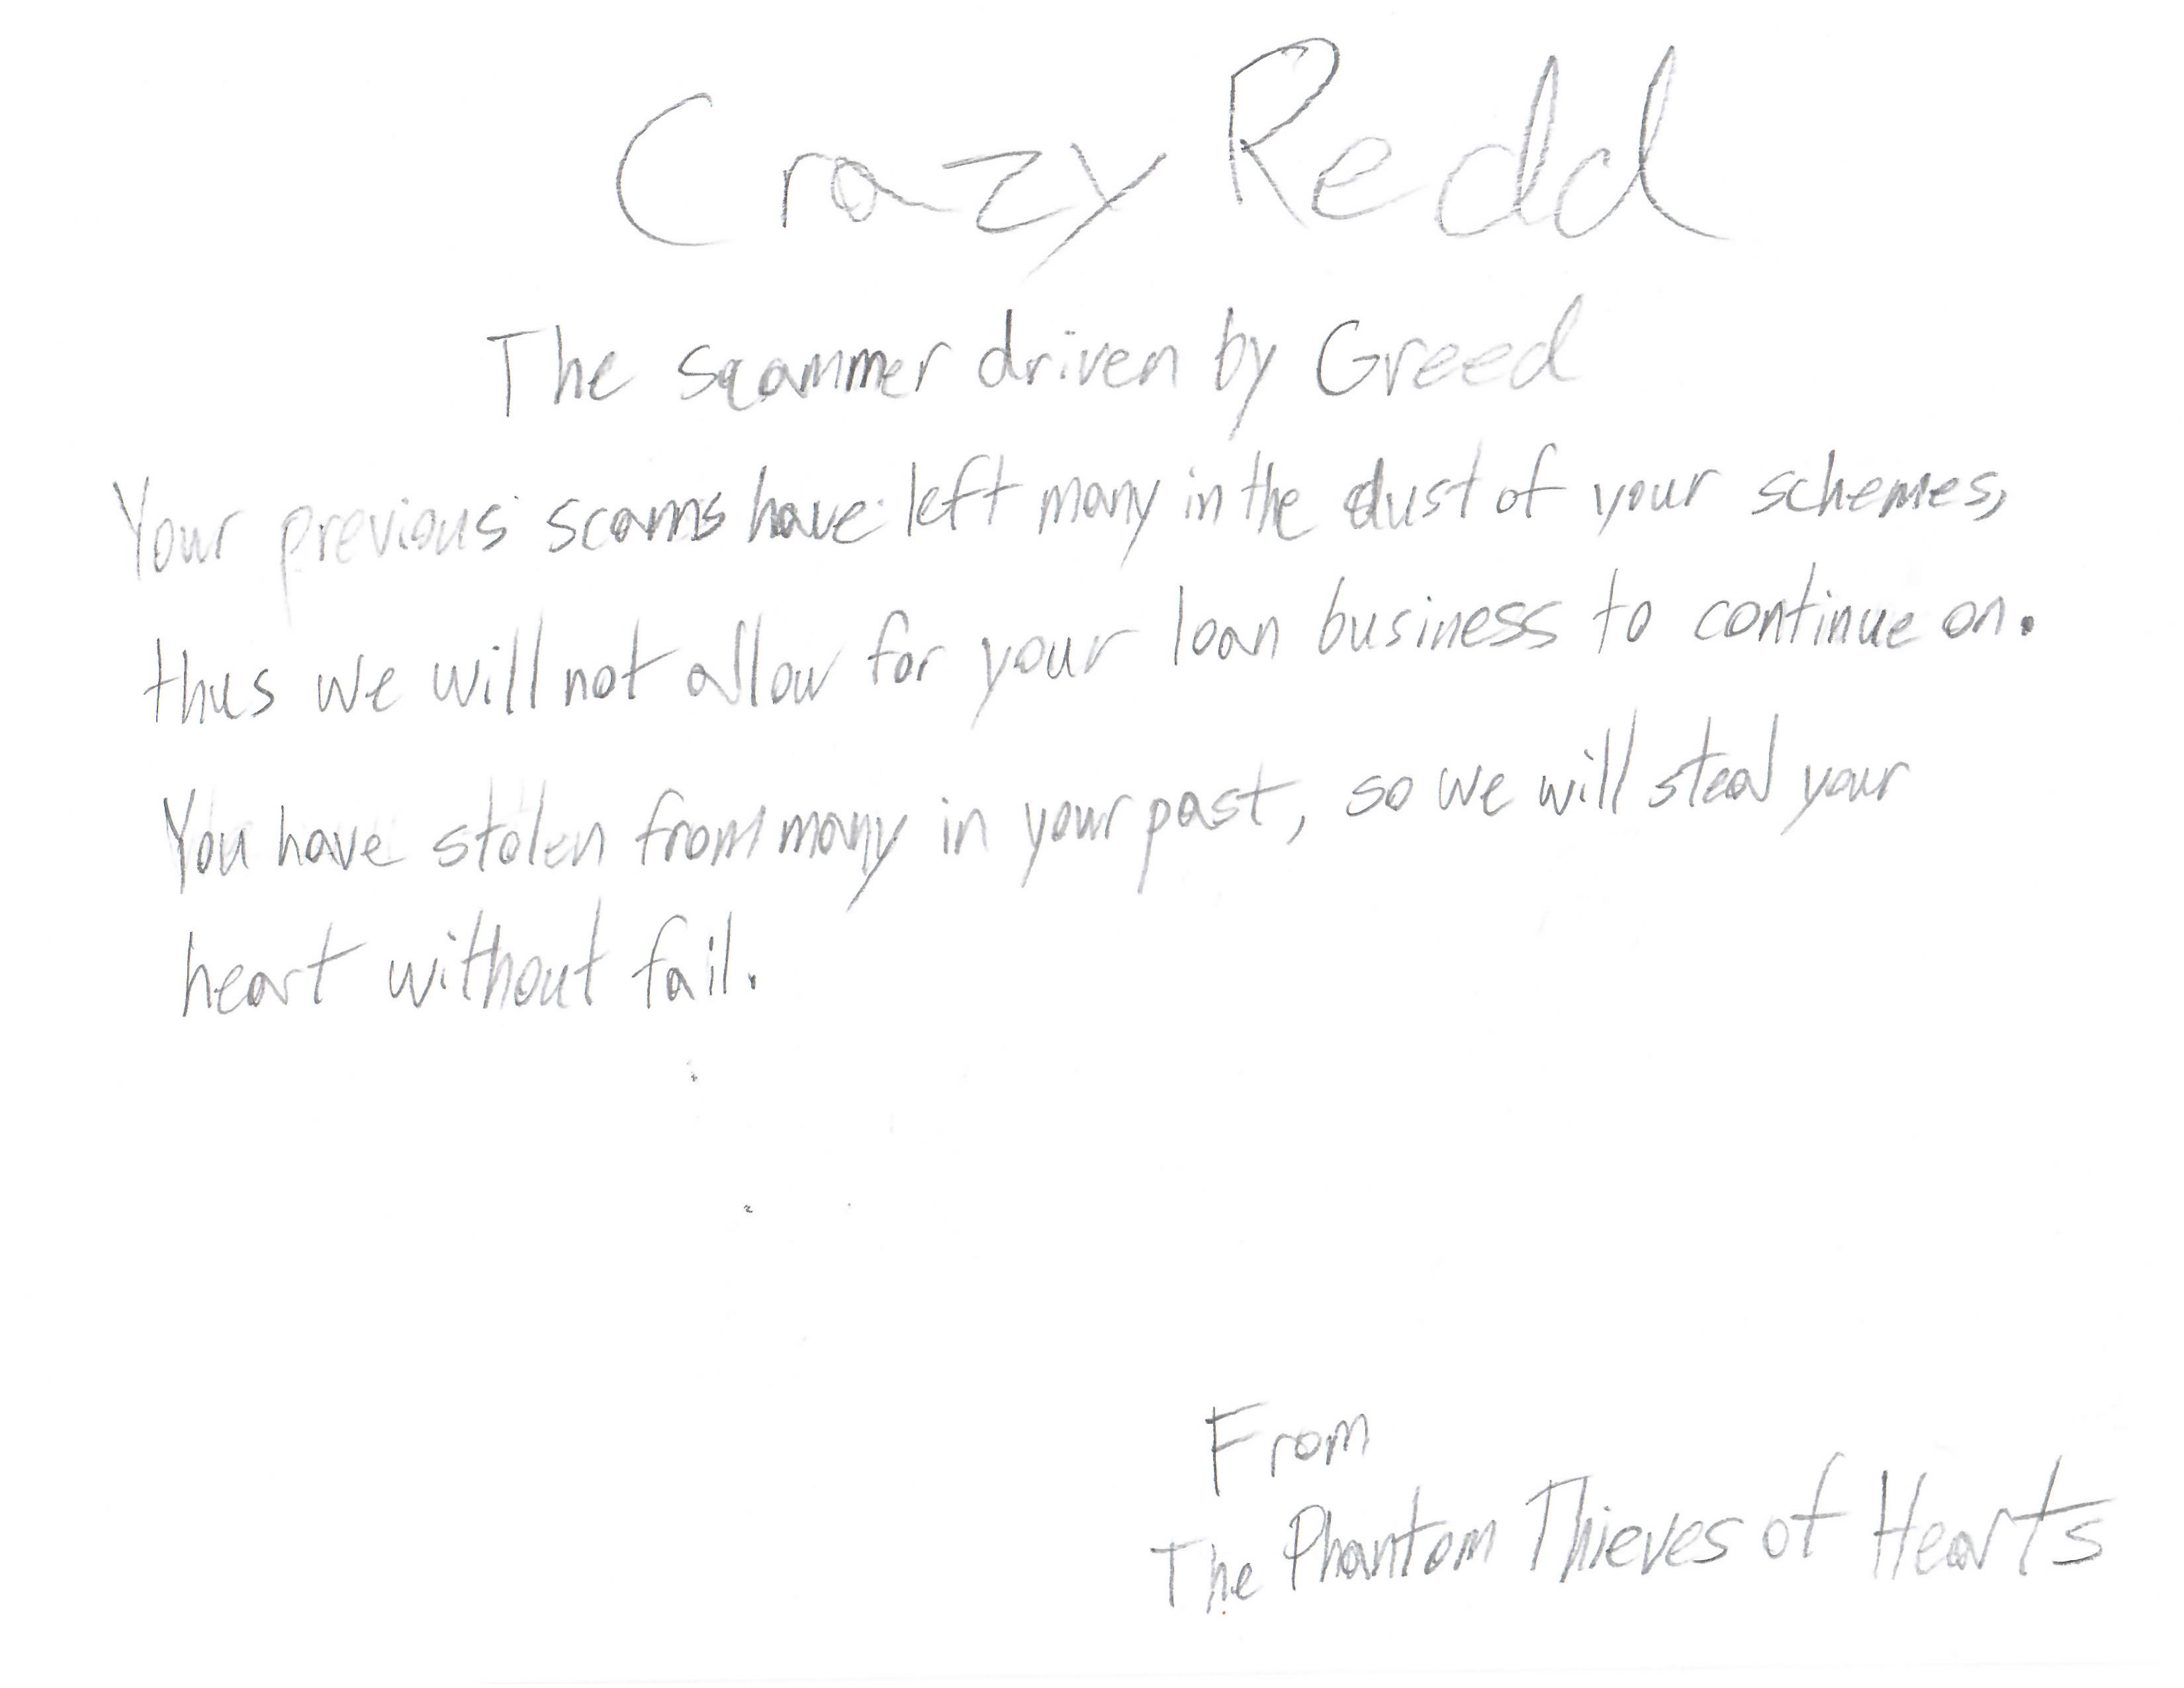 Crazy Redd
The scammer driven by Greed
Your previous scams have left many in the dust of your schemes,
thus we will not allow for your loan business to continue on.
You have stolen from many in your past, so we will steal your
heart without fail.
From
The Phantom Thieves of Hearts